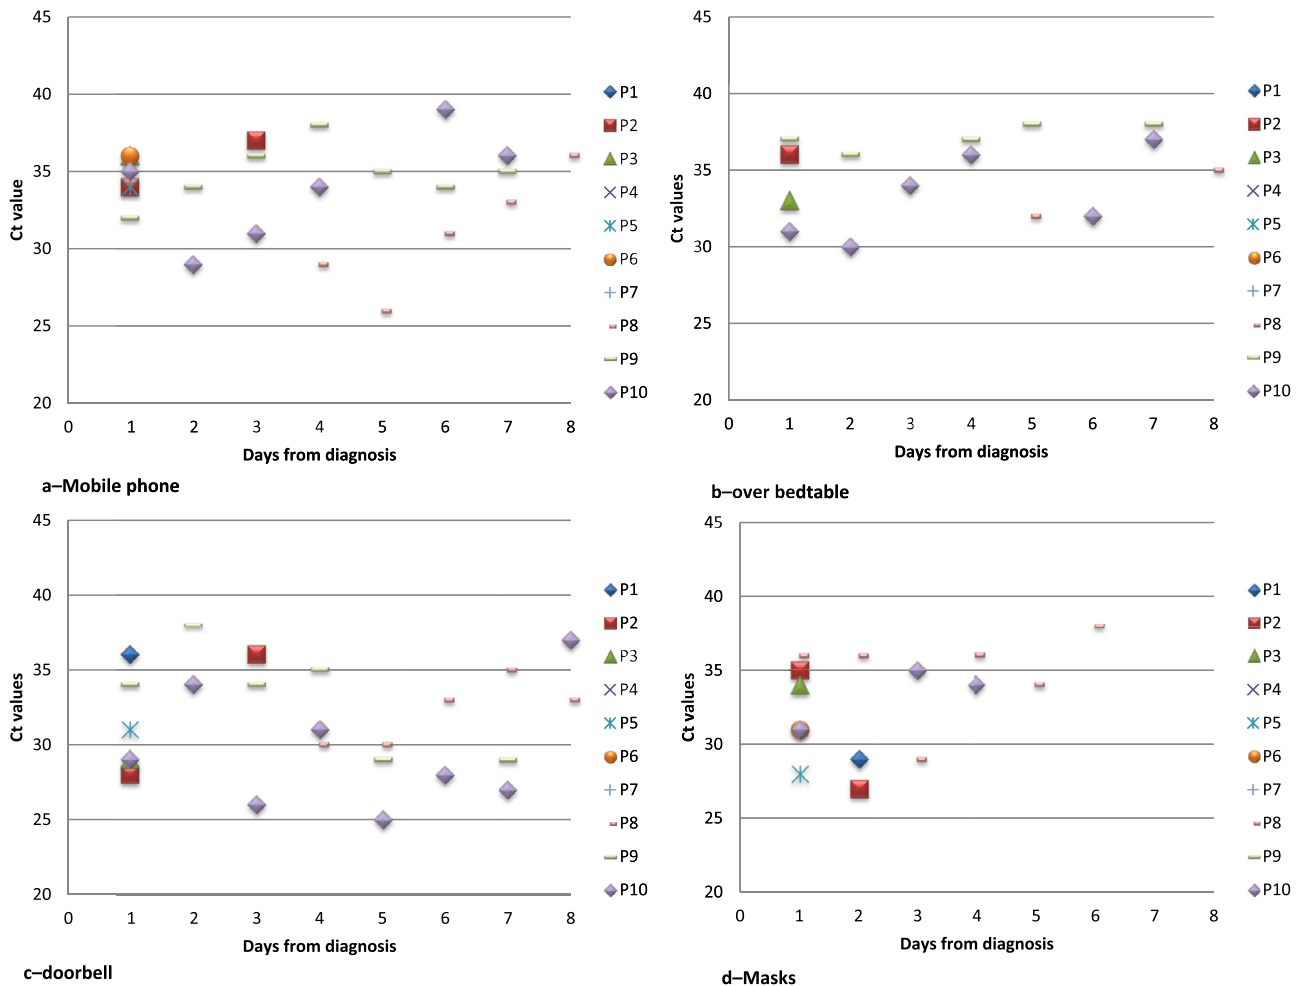 45
40
35
30
25
20
Ct value
0 1 2 3 4 5 6 7 8
Days from diagnosis
P1
P2
P3
P4
P5
P6
P7
P8
P9
P10
a–Mobile phone
45
40
35
30
25
20
Ct values
0 1 2 3 4 5 6 7 8
Days from diagnosis
P1
P2
P3
P4
P5
P6
P7
P8
P9
P10
b–over bedtable
45
40
35
30
25
20
Ct values
0 1 2 3 4 5 6 7 8
Days from diagnosis
P1
P2
P3
P4
P5
P6
P7
P8
P9
P10
c–doorbell
45
40
35
30
25
20
Ct values
0 1 2 3 4 5 6 7 8
Days from diagnosis
P1
P2
P3
P4
P5
P6
P7
P8
P9
P10
d–Masks